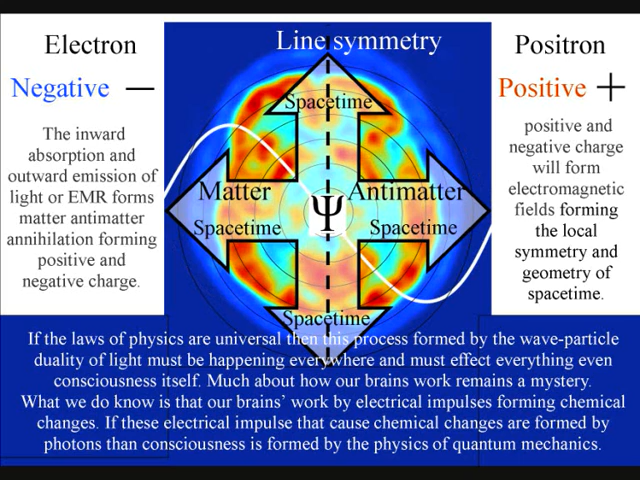 Electron
Negative —
The inward
absorption and
outward emission of
light or EMR forms
matter antimatter
annihilation forming
positive and
negative charge.
Line symmetry
Spacetime
Matter
Antimatter
Ψ
Spacetime
Spacetime
Spacetime
Positron
Positive +
positive and
negative charge
will form
electromagnetic
fields forming
the local
symmetry and
geometry of
spacetime.
If the laws of physics are universal then this process formed by the wave-particle
duality of light must be happening everywhere and must effect everything even
consciousness itself. Much about how our brains work remains a mystery.
What we do know is that our brains' work by electrical impulses forming chemical
changes. If these electrical impulse that cause chemical changes are formed by
photons than consciousness is formed by the physics of quantum mechanics.